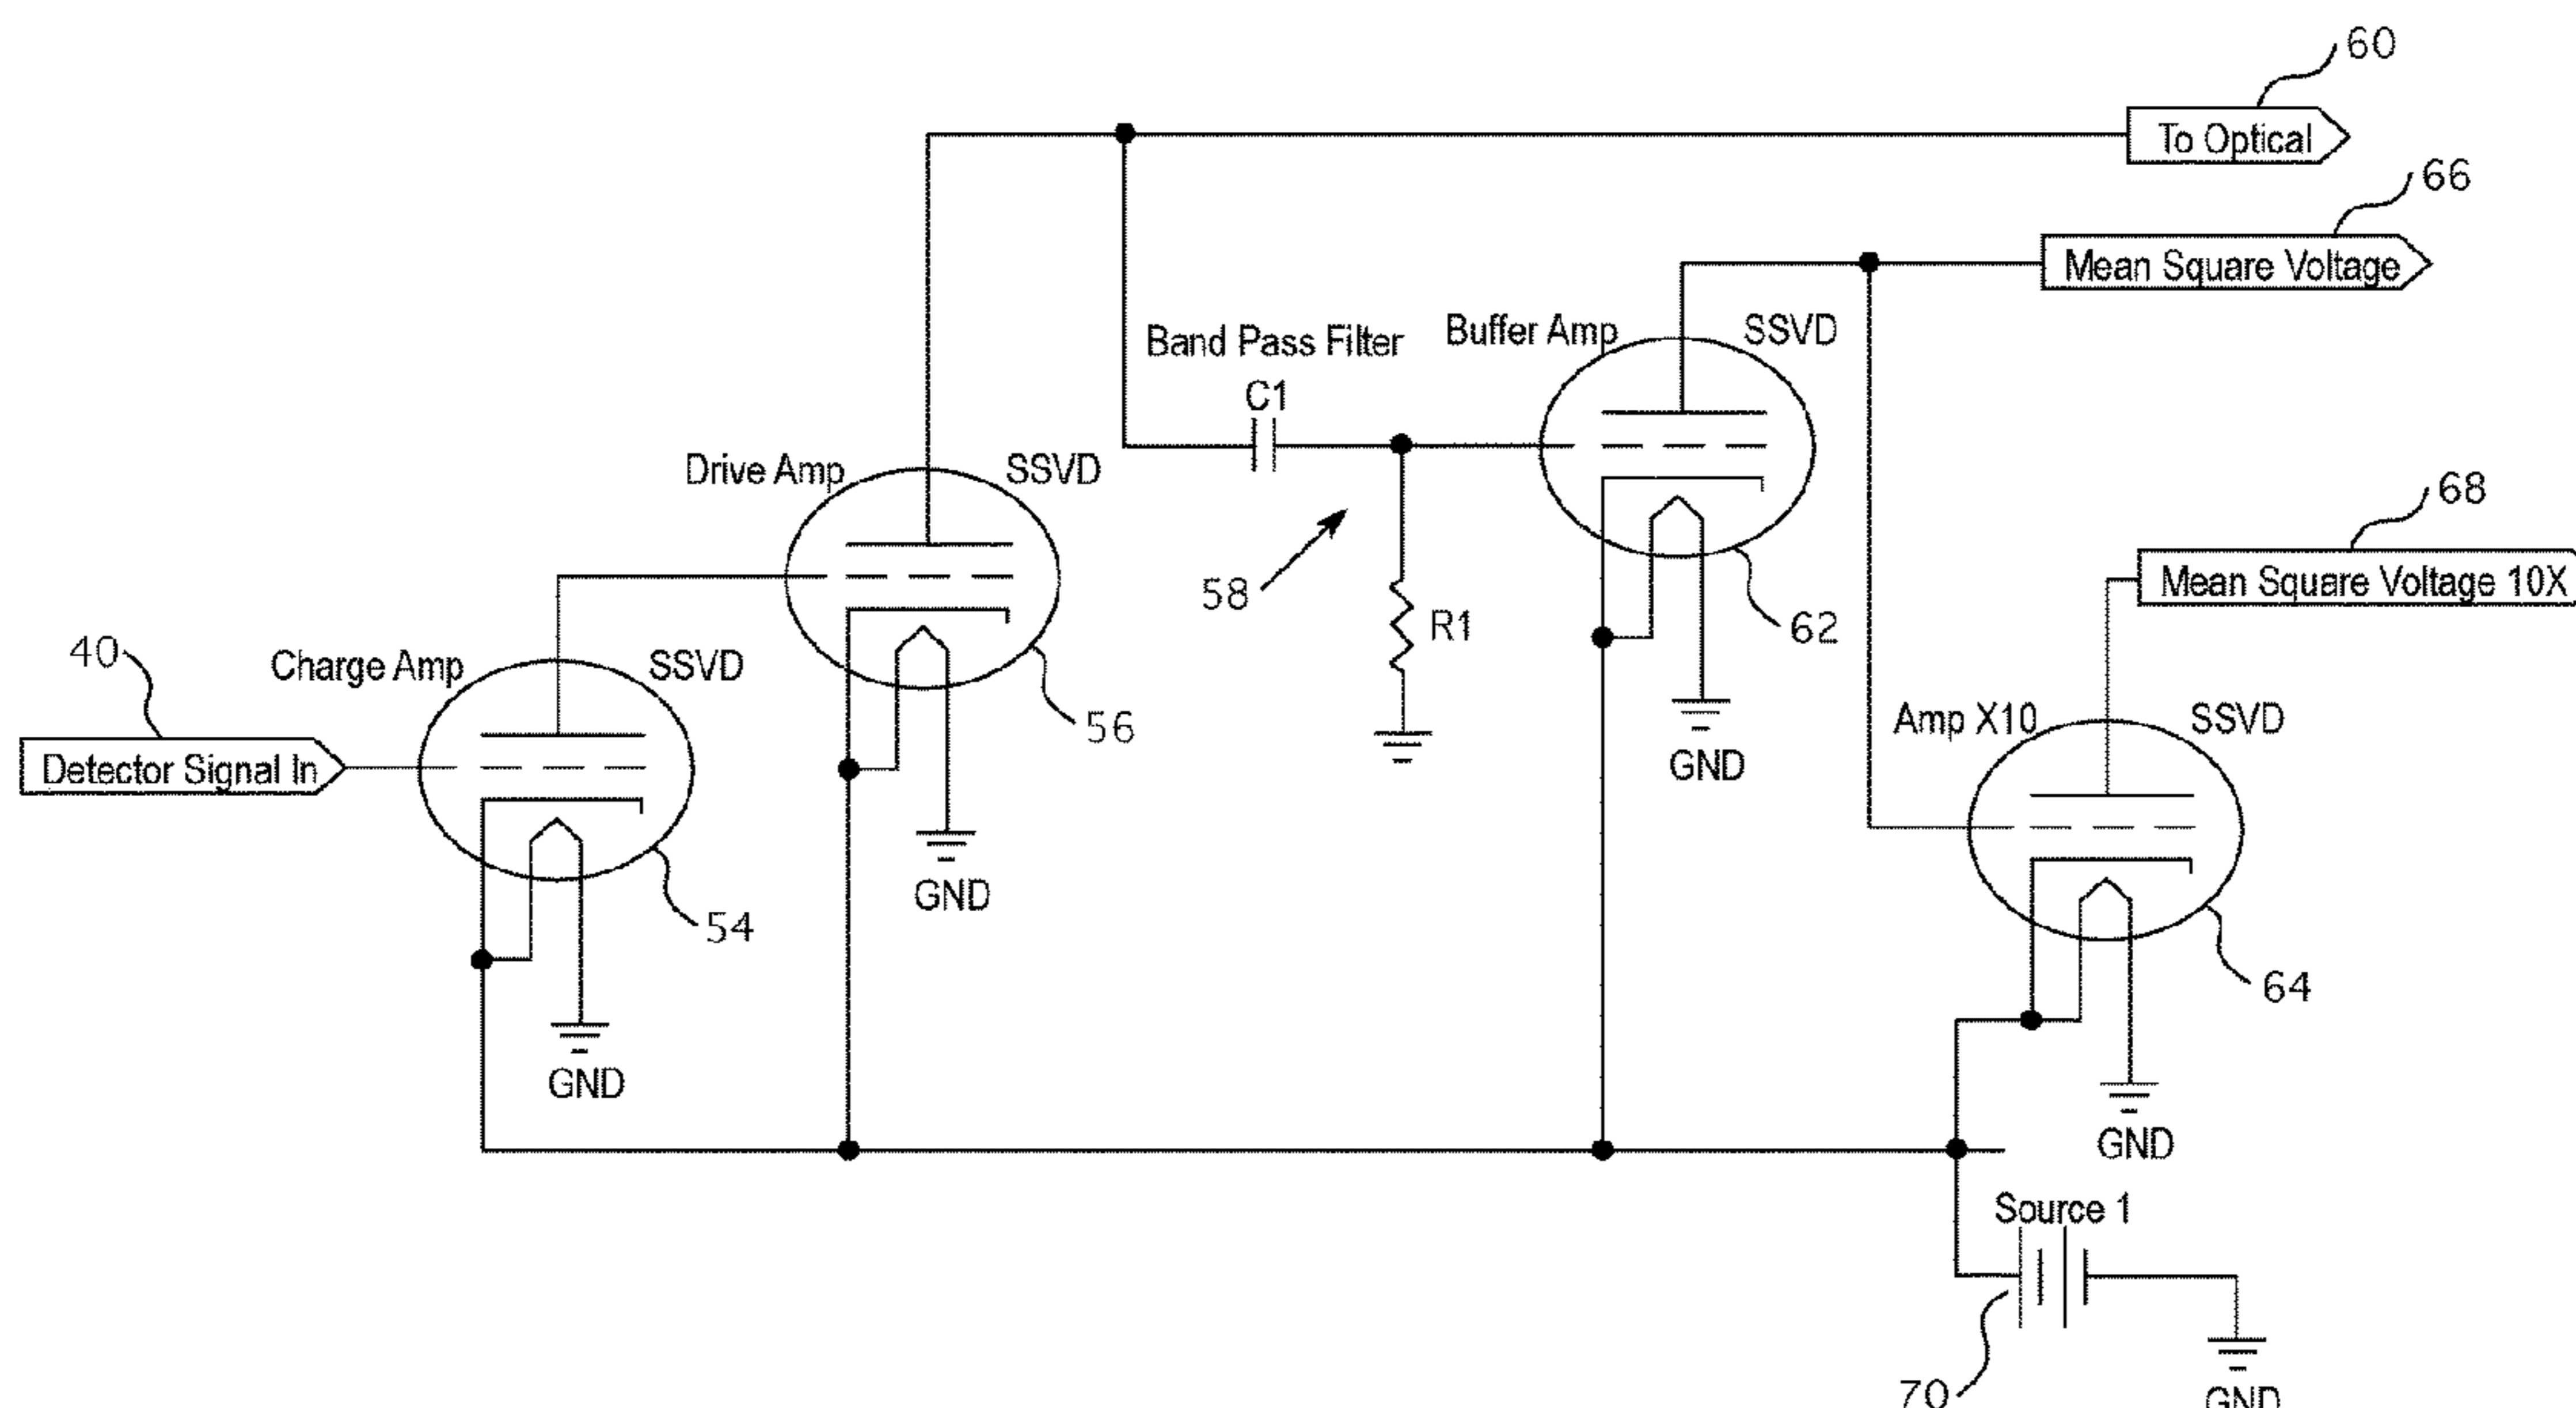 60
To Optical
66
Mean Square Voltage
Band Pass Filter
C1
Buffer Amp
SSVD
Drive Amp
SSVD
68
Mean Square Voltage 10X
58
R1
62
40
Charge Amp
SSVD
56
Detector Signal In
GND
Amp X10
SSVD
GND
54
64
GND
GND
Source 1
70
GND